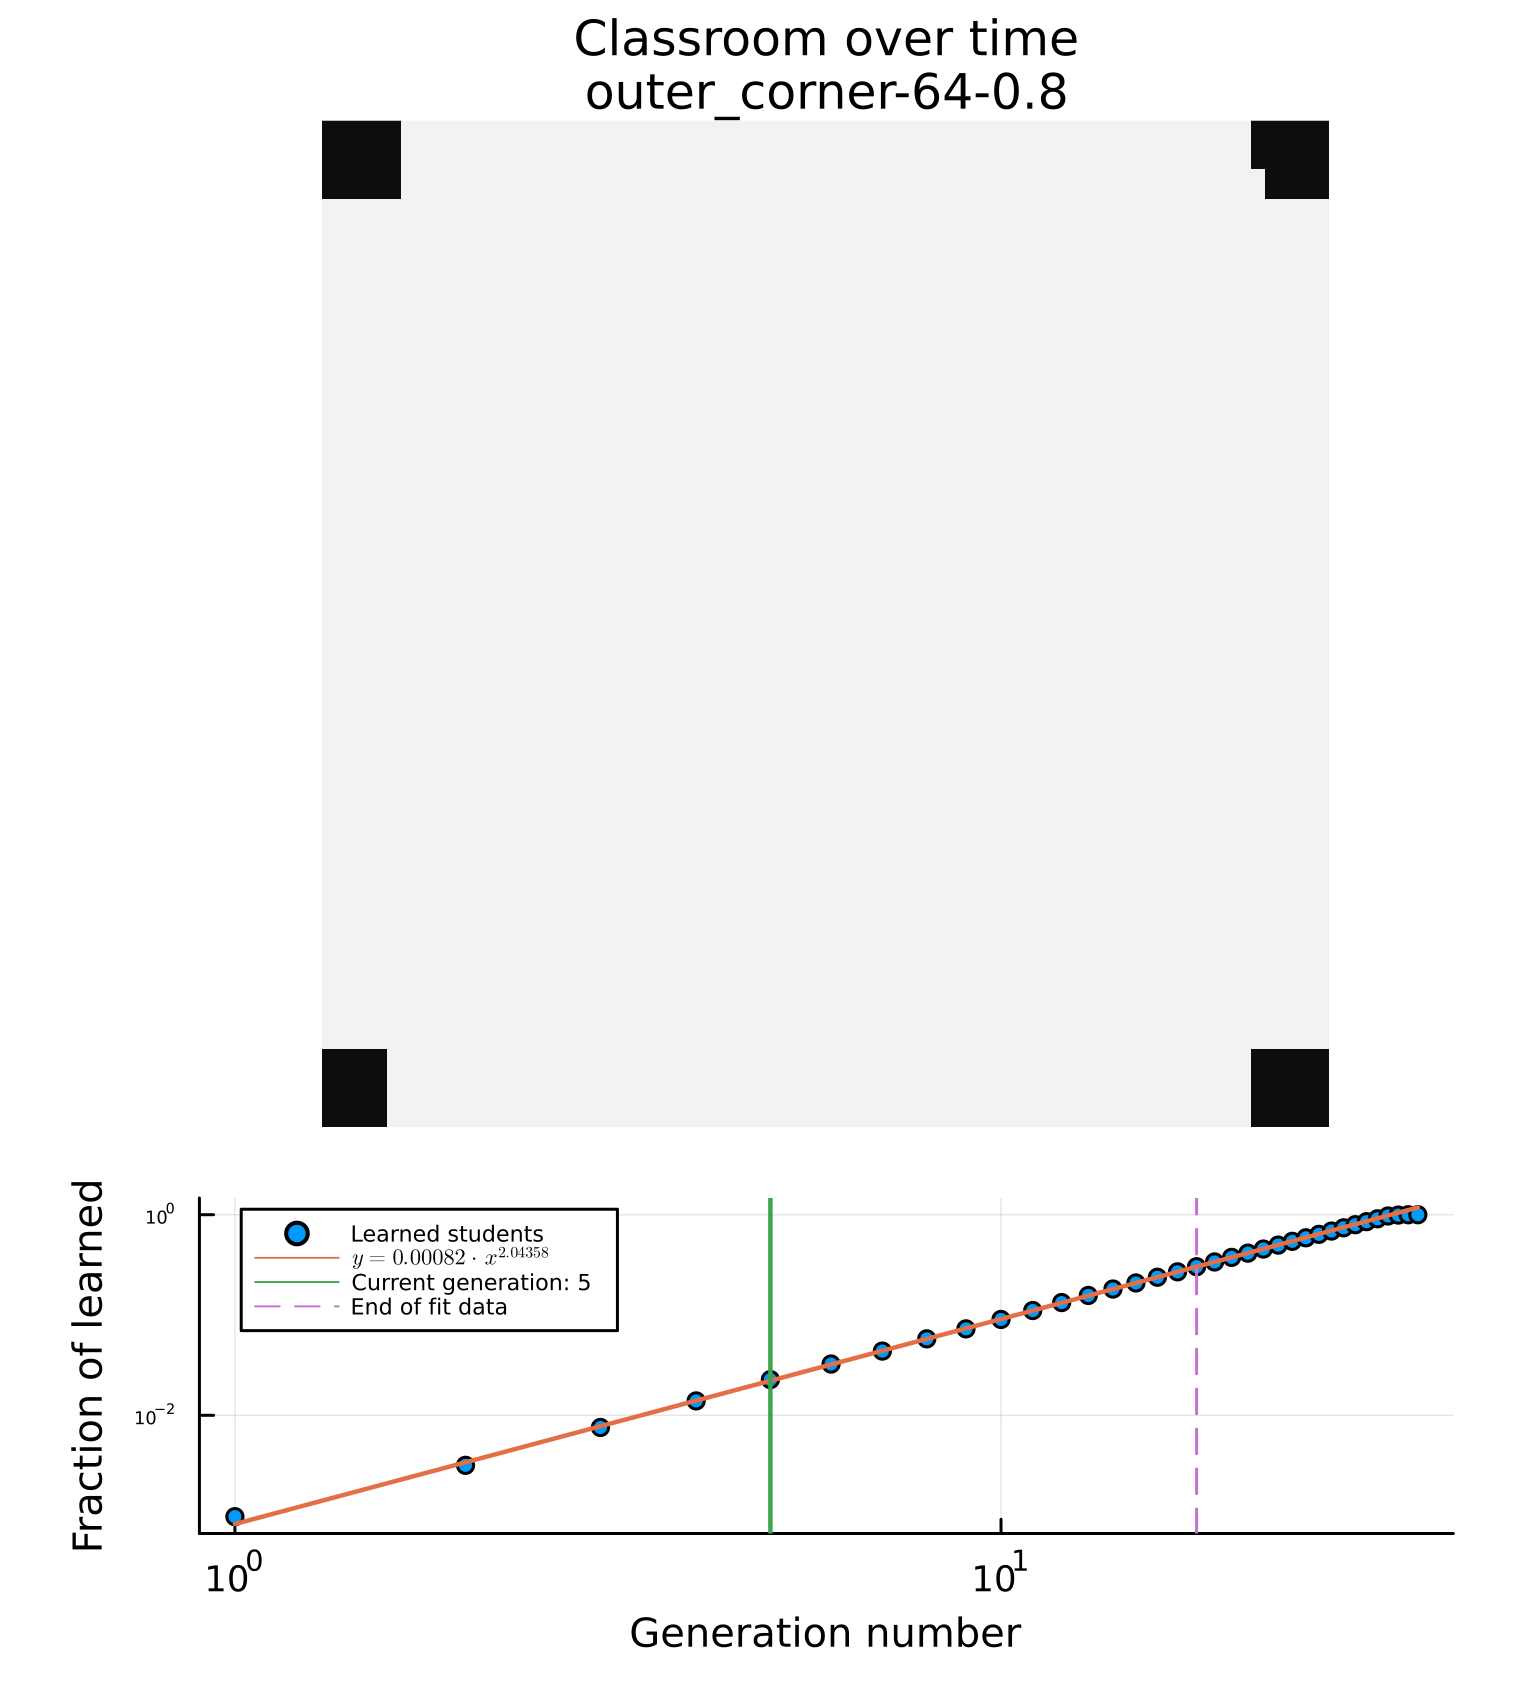 Classroom over time
outer_corner-64-0.8
Fraction of learned
10^0
10^-2
Learned students
y = 0.00082 · x^2.04358
Current generation: 5
End of fit data
10^0
10^1
Generation number